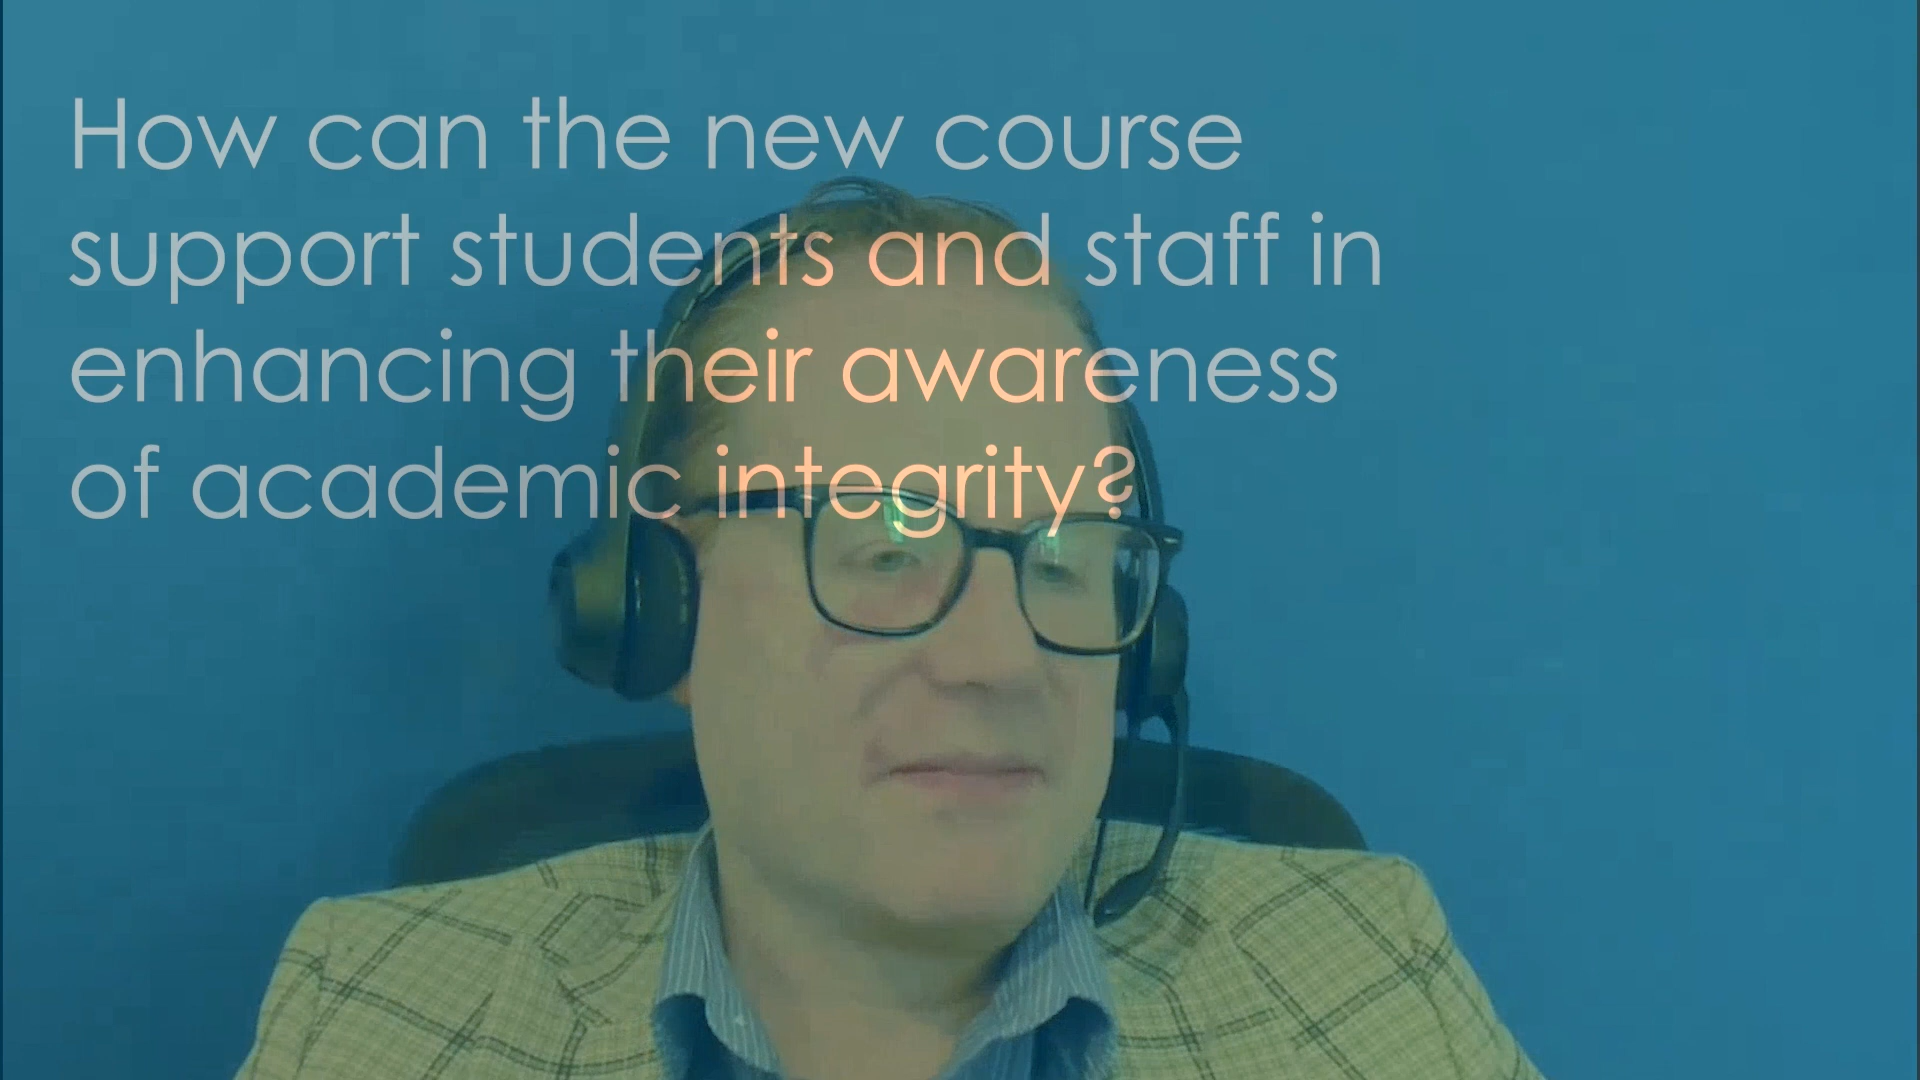 How can the new course
support students and staff in
enhancing their awareness
of academic integrity?